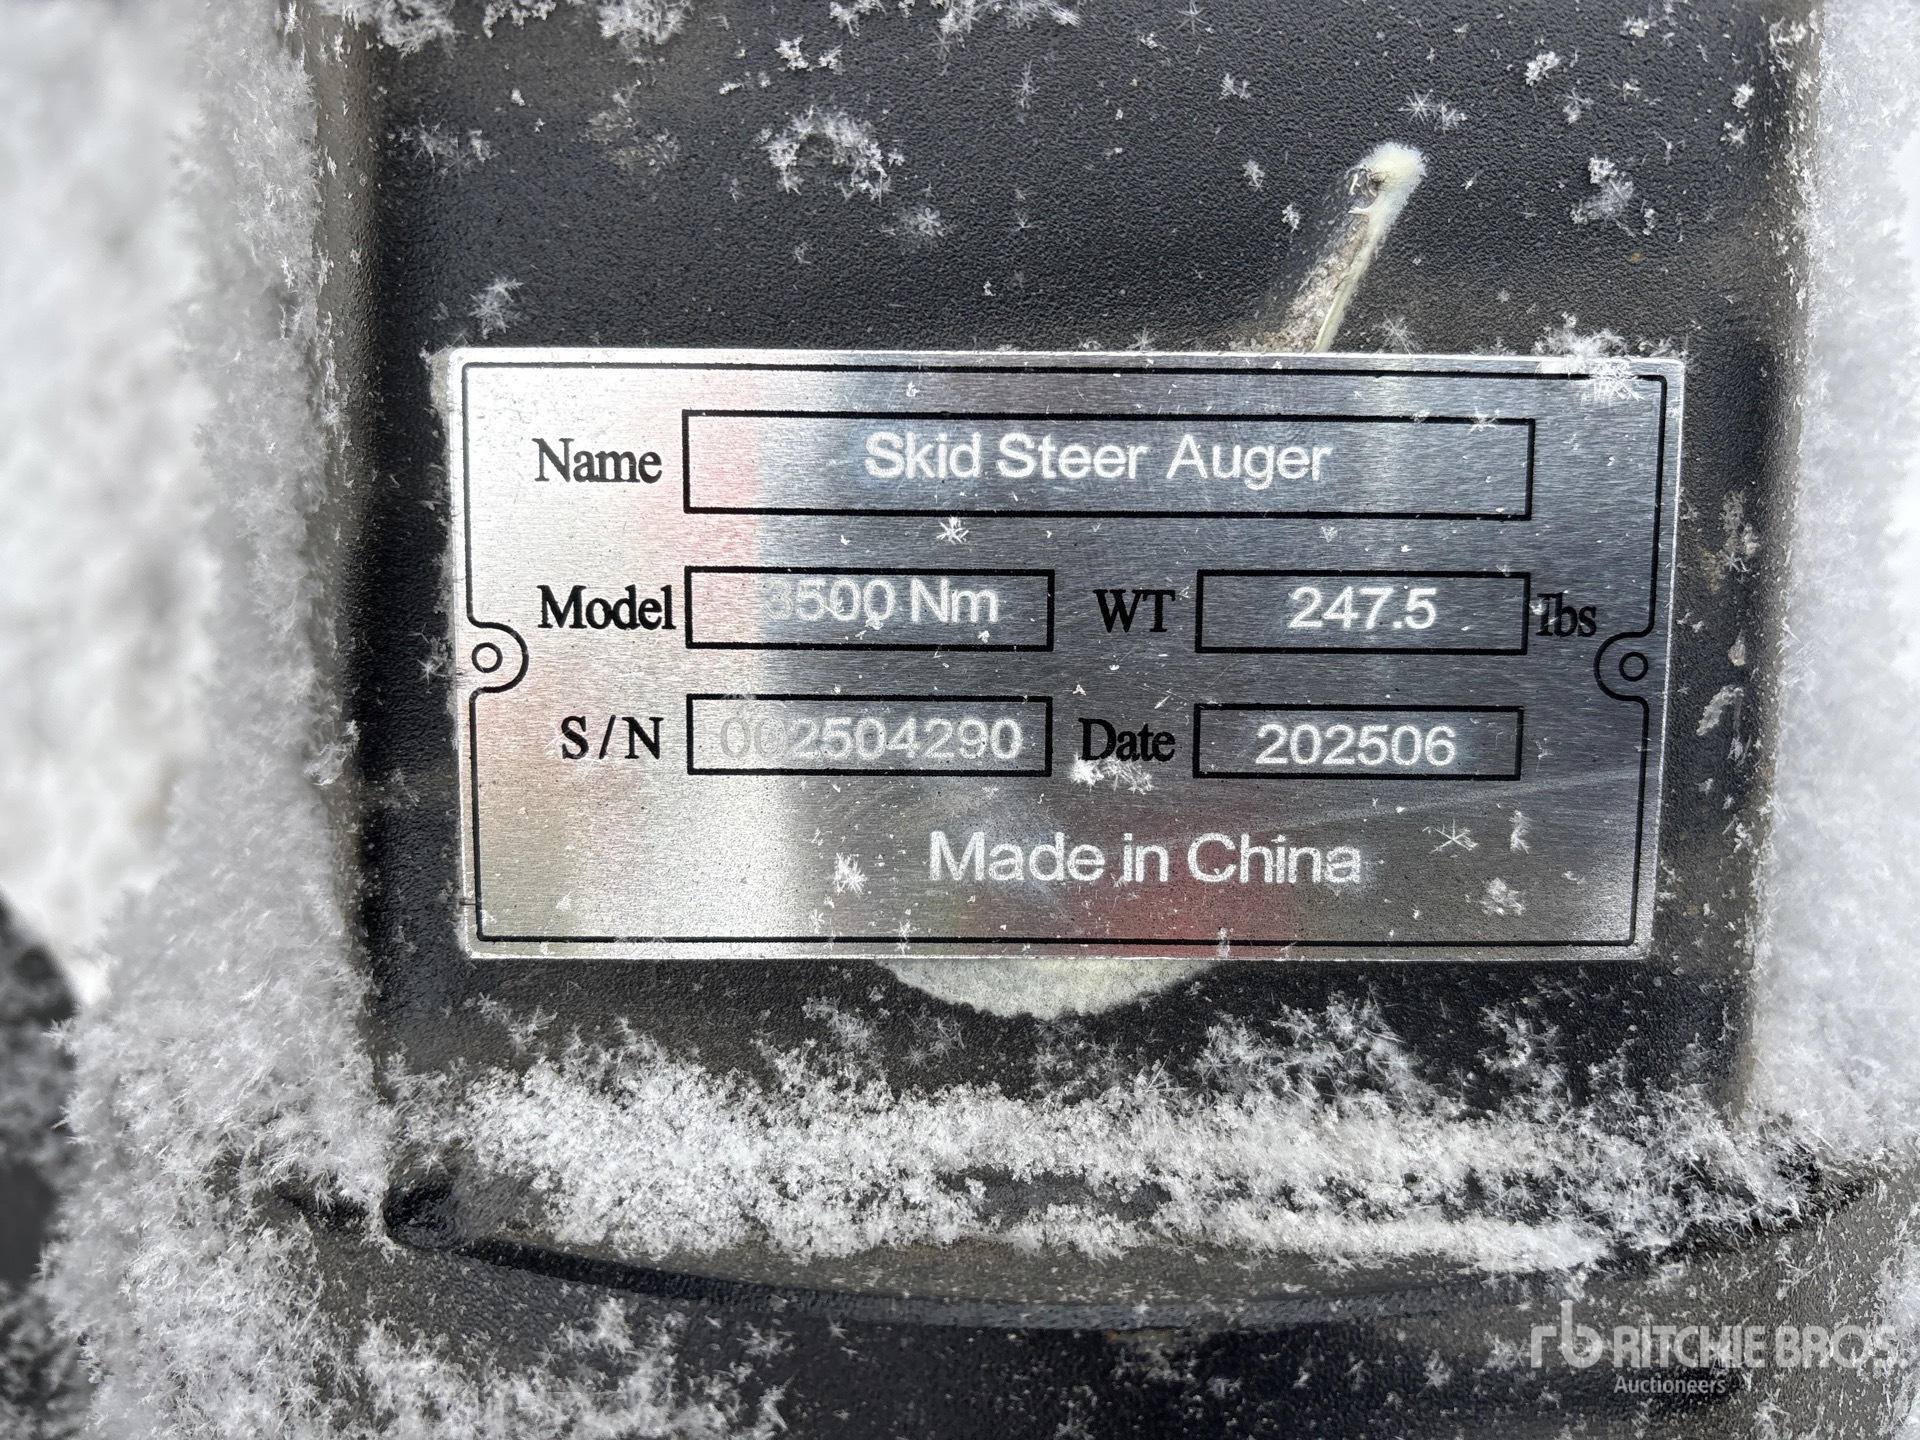 Name Skid Steer Auger
Model 3500 Nm WT 247.5 lbs
S/N 002504290 Date 202506
Made in China
rb RITCHIE BROS.
Auctioneers